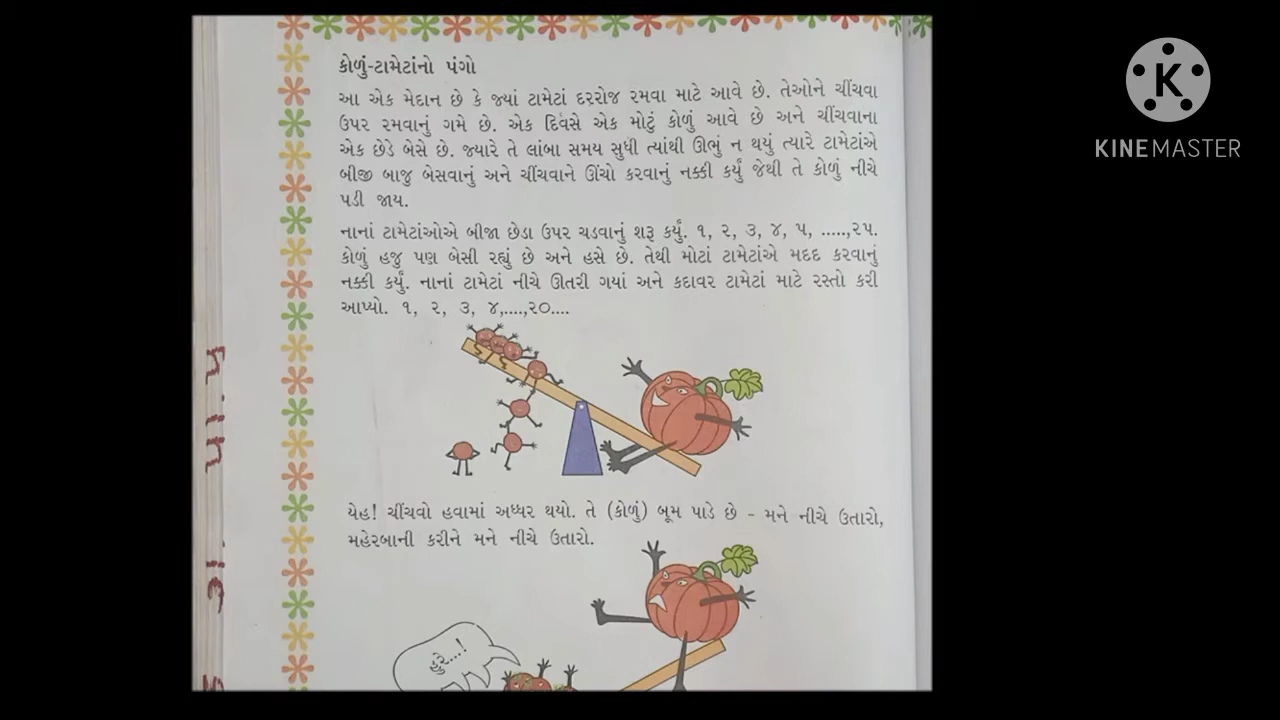 કોળું-ટામેટાંનો પંગો
આ એક મેદાન છે કે જ્યાં ટામેટાં દરરોજ રમવા માટે આવે છે. તેઓને ચીંચવા
ઉપર રમવાનું ગમે છે. એક દિવસે એક મોટું કોળું આવે છે અને ચીંચવાના
એક છેડે બેસે છે. જ્યારે તે લાંબા સમય સુધી ત્યાંથી ઊભું ન થયું ત્યારે ટામેટાંએ
બીજી બાજુ બેસવાનું અને ચીંચવાને ઊંચો કરવાનું નક્કી કર્યું જેથી તે કોળું નીચે
પડી જાય.
નાનાં ટામેટાંઓએ બીજા છેડા ઉપર ચડવાનું શરૂ કર્યું. ૧, ૨, ૩, ૪, ૫, .....,૨૫.
કોળું હજુ પણ બેસી રહ્યું છે અને હસે છે. તેથી મોટાં ટામેટાંએ મદદ કરવાનું
નક્કી કર્યું. નાનાં ટામેટાં નીચે ઊતરી ગયાં અને કદાવર ટામેટાં માટે રસ્તો કરી
આપ્યો. ૧, ૨, ૩, ૪,....,૨૦....
યેહ! ચીંચવો હવામાં અધ્ધર થયો. તે (કોળું) બૂમ પાડે છે - મને નીચે ઉતારો,
મહેરબાની કરીને મને નીચે ઉતારો.
હુરે...!
KINEMASTER